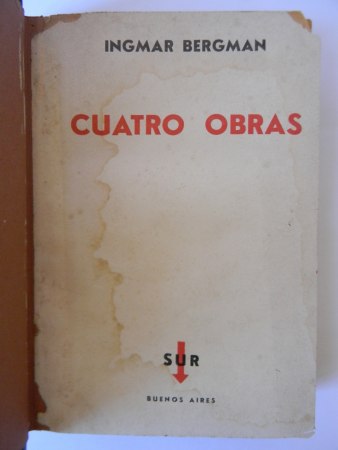 INGMAR BERGMAN
CUATRO OBRAS
SUR
BUENOS AIRES